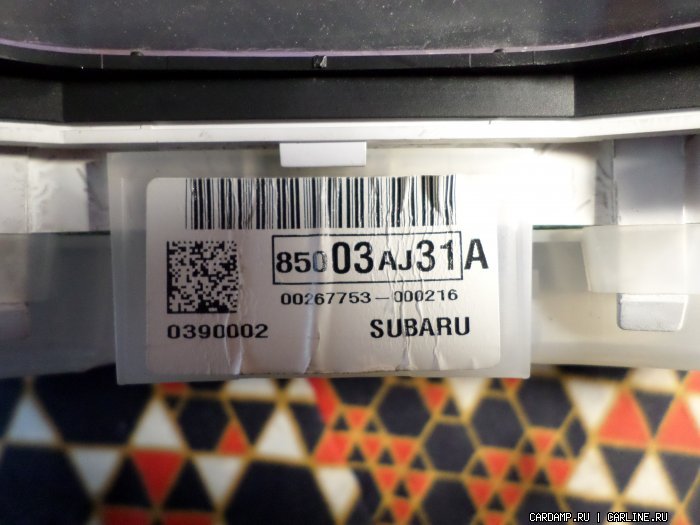 85003AJ31A
00267753-000216
0390002 SUBARU
CARDAMP.RU || CARLINE.RU